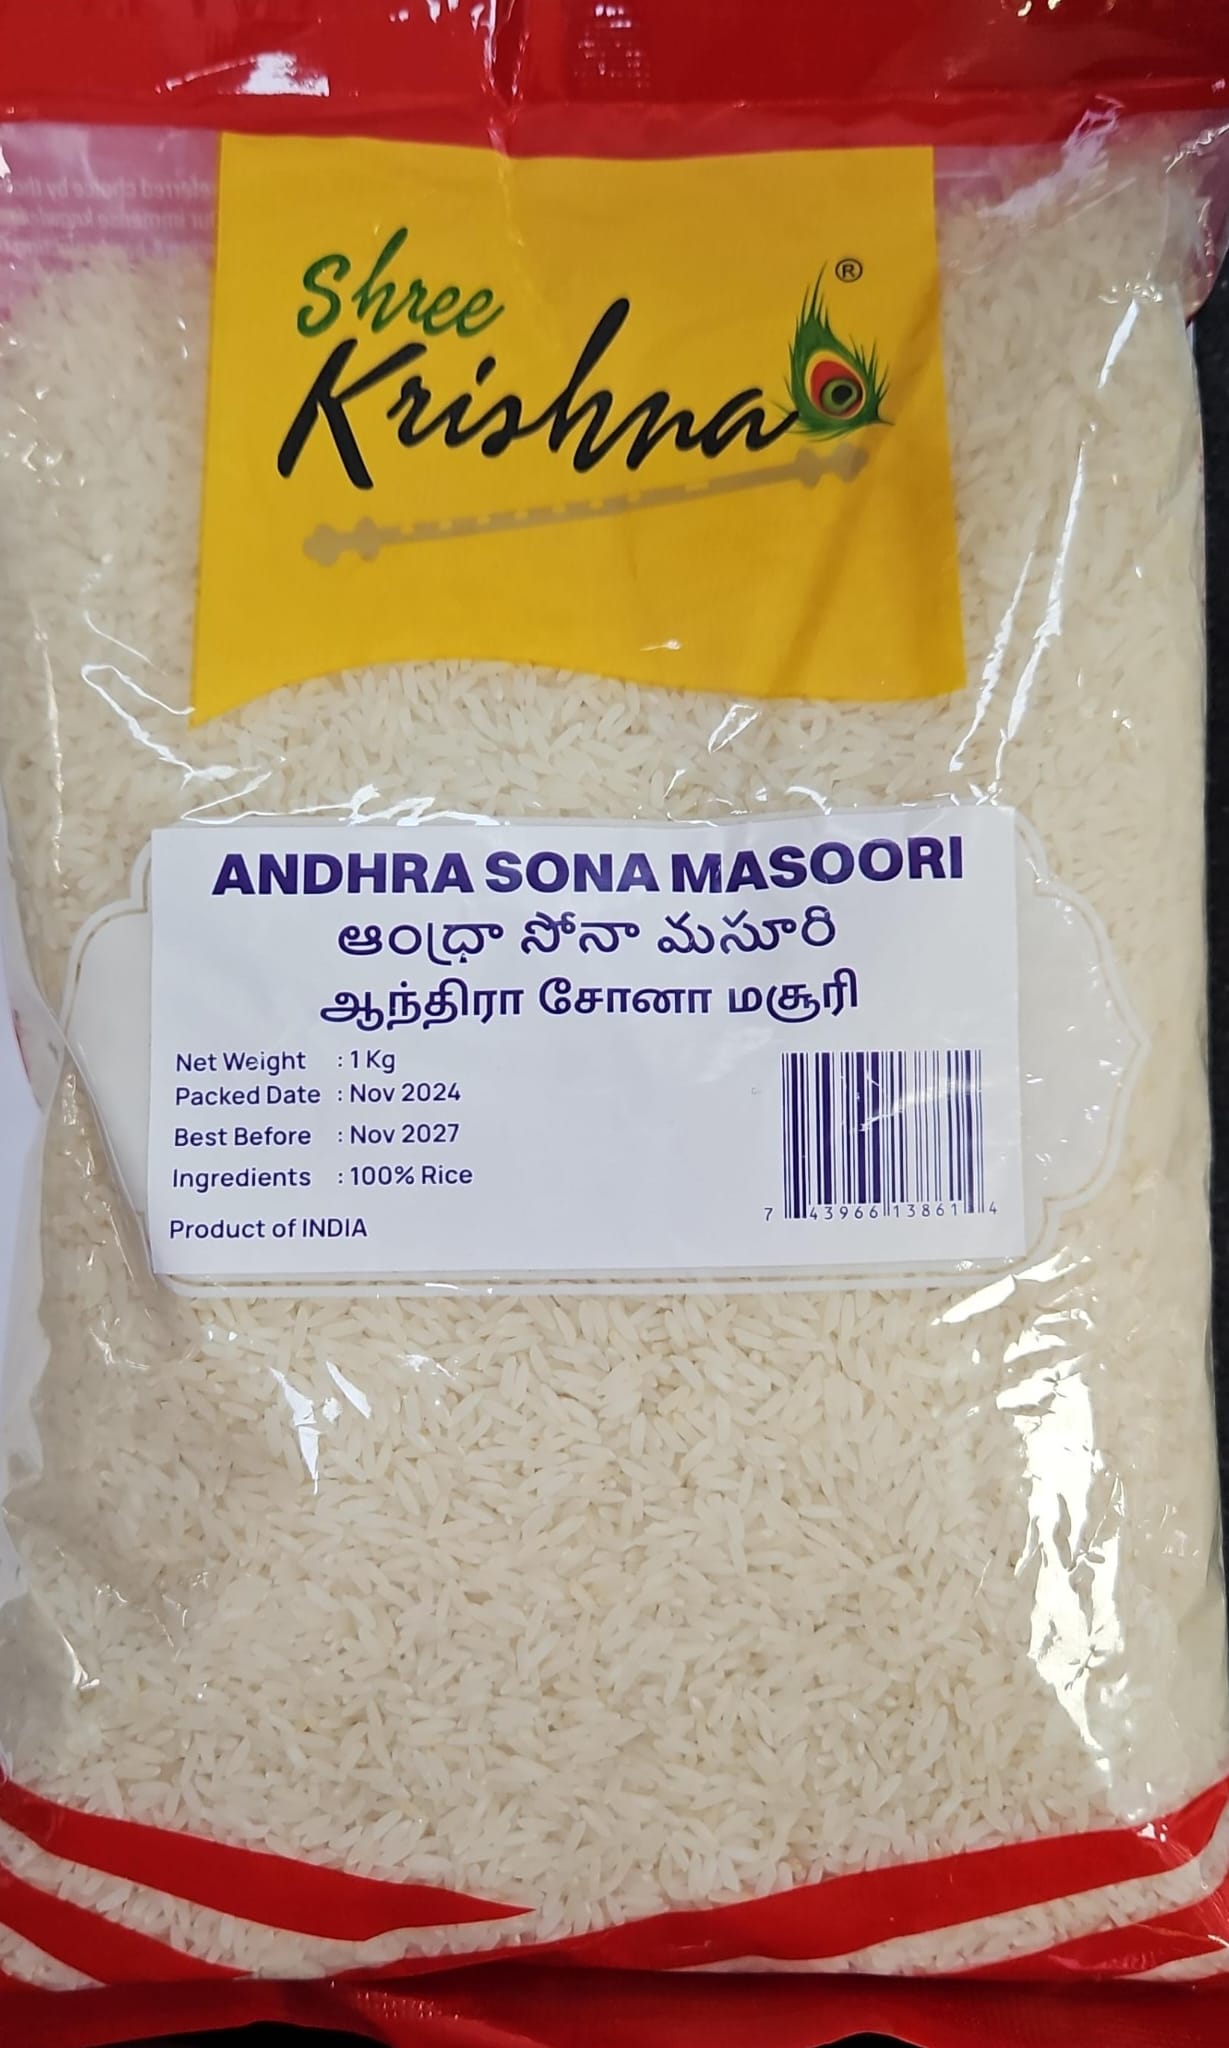 Shree
Krishna ®
ANDHRA SONA MASOORI
ఆంధ్రా సోనా మసూరి
ஆந்திரா சோனா மசூரி
Net Weight : 1 Kg
Packed Date : Nov 2024
Best Before : Nov 2027
Ingredients : 100% Rice
Product of INDIA
7 43966 13861 4